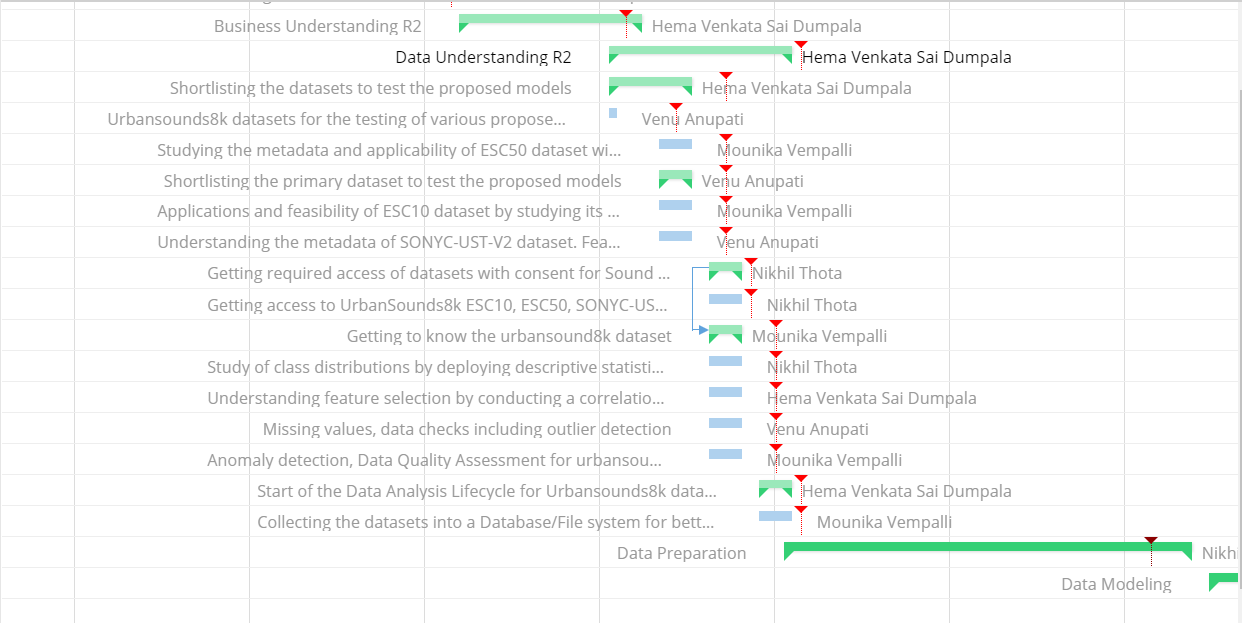 Business Understanding R2 Hema Venkata Sai Dumpala
Data Understanding R2 Hema Venkata Sai Dumpala
Shortlisting the datasets to test the proposed models Hema Venkata Sai Dumpala
Urbansounds8k datasets for the testing of various propose... Venu Anupati
Studying the metadata and applicability of ESC50 dataset wi... Mounika Vempalli
Shortlisting the primary dataset to test the proposed models Venu Anupati
Applications and feasibility of ESC10 dataset by studying its ... Mounika Vempalli
Understanding the metadata of SONYC-UST-V2 dataset. Fea... Venu Anupati
Getting required access of datasets with consent for Sound ... Nikhil Thota
Getting access to UrbanSounds8k ESC10, ESC50, SONYC-US... Nikhil Thota
Getting to know the urbansound8k dataset Mounika Vempalli
Study of class distributions by deploying descriptive statisti... Nikhil Thota
Understanding feature selection by conducting a correlatio... Hema Venkata Sai Dumpala
Missing values, data checks including outlier detection Venu Anupati
Anomaly detection, Data Quality Assessment for urbansou... Mounika Vempalli
Start of the Data Analysis Lifecycle for Urbansounds8k data... Hema Venkata Sai Dumpala
Collecting the datasets into a Database/File system for bett... Mounika Vempalli
Data Preparation Nikh
Data Modeling